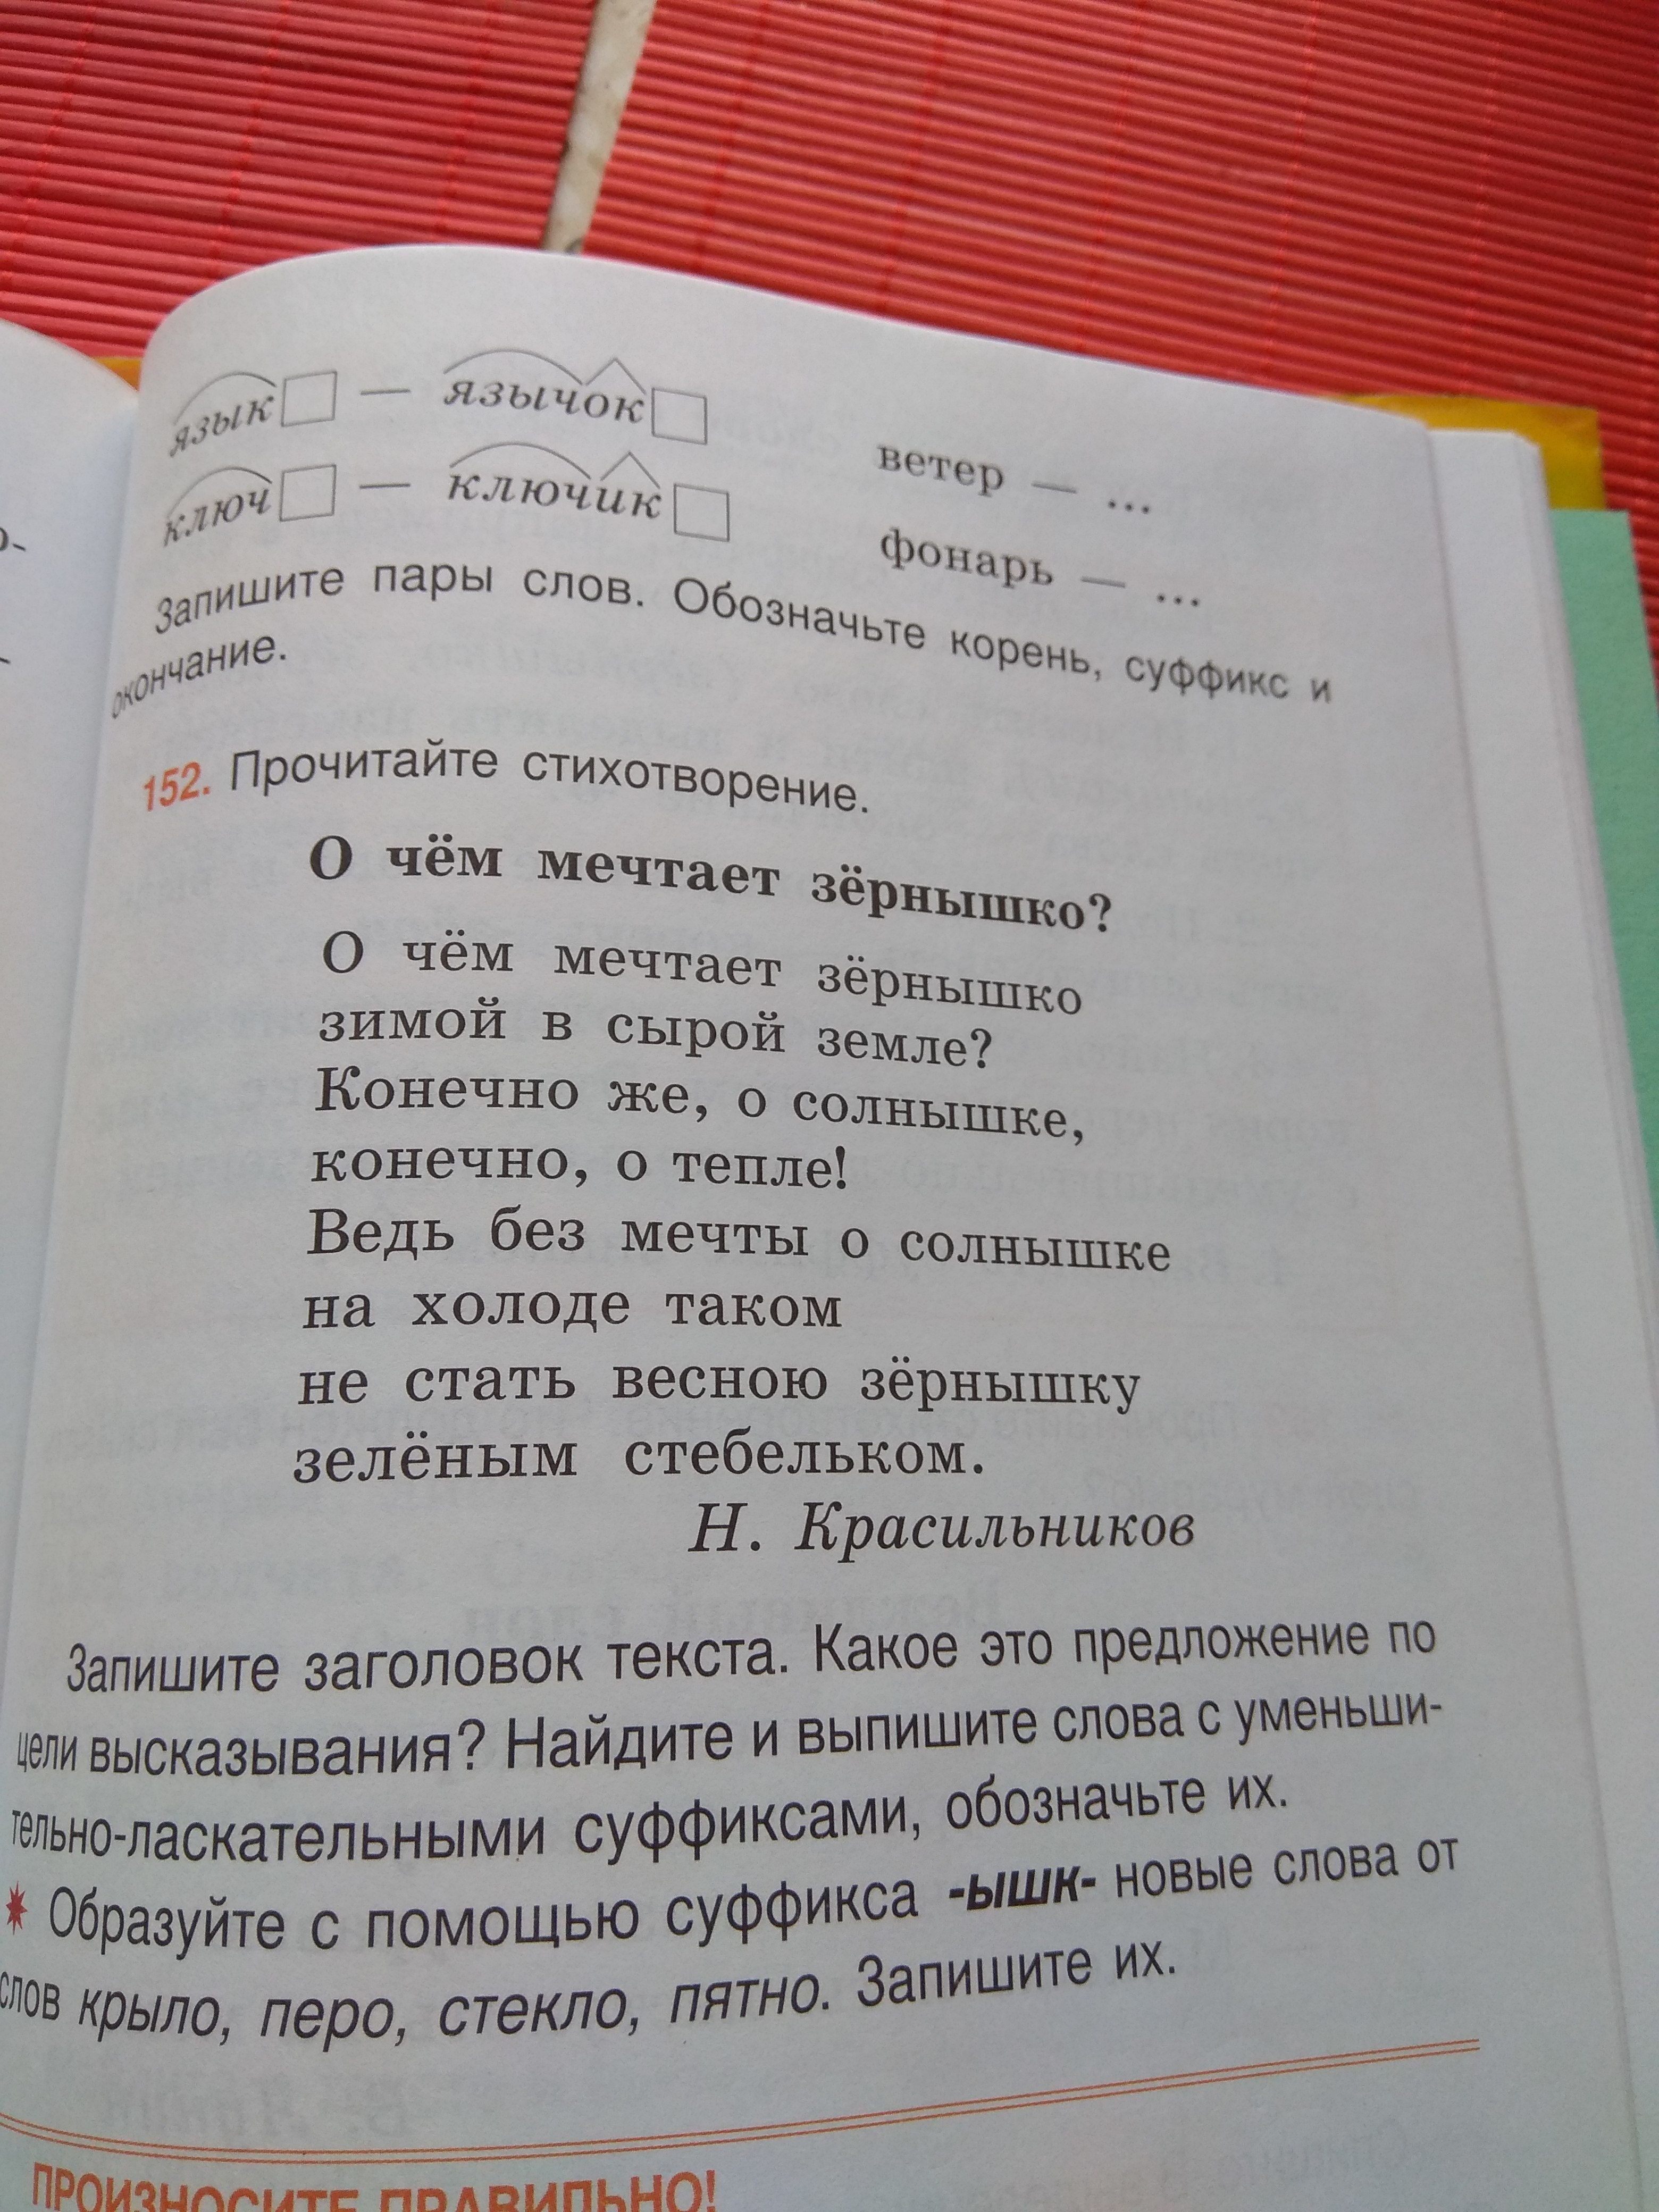 язык — язычок
ветер — ...
ключ — ключик
фонарь — ...
Запишите пары слов. Обозначьте корень, суффикс и
окончание.
152. Прочитайте стихотворение.
О чём мечтает зёрнышко?
О чём мечтает зёрнышко
зимой в сырой земле?
Конечно же, о солнышке,
конечно, о тепле!
Ведь без мечты о солнышке
на холоде таком
не стать весною зёрнышку
зелёным стебельком.
Н. Красильников
Запишите заголовок текста. Какое это предложение по
цели высказывания? Найдите и выпишите слова с уменьши-
тельно-ласкательными суффиксами, обозначьте их.
* Образуйте с помощью суффикса -ышк- новые слова от
слов крыло, перо, стекло, пятно. Запишите их.
ПРОИЗНОСИТЕ ПРАВИЛЬНО!